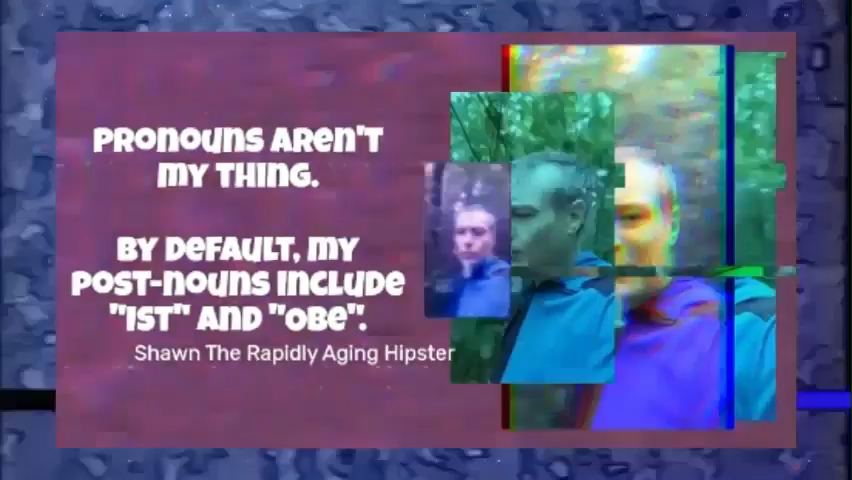 PRONOUNS AREN'T
MY THING.
BY DEFAULT, MY
POST-NOUNS INCLUDE
"IST" AND "OBE".
Shawn The Rapidly Aging Hipster